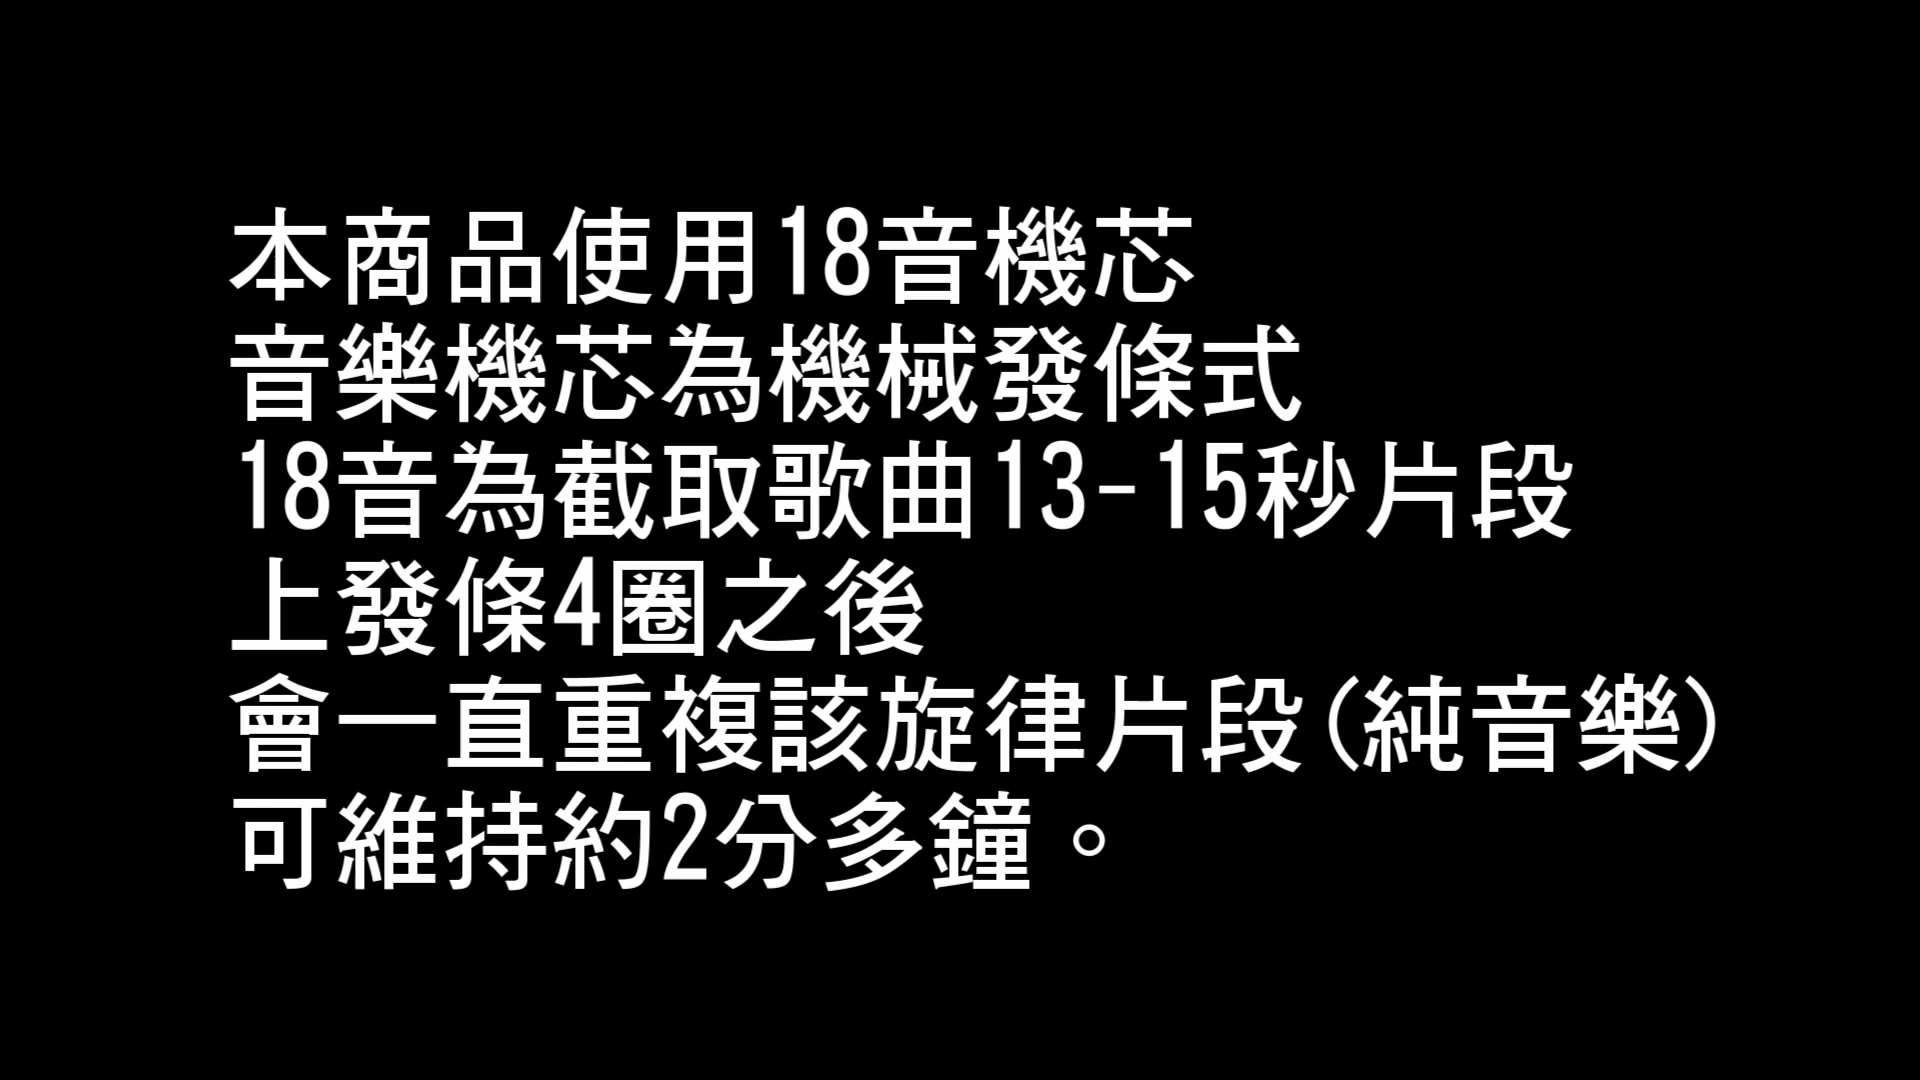 本商品使用18音機芯
音樂機芯為機械發條式
18音為截取歌曲13-15秒片段
上發條4圈之後
會一直重複該旋律片段(純音樂)
可維持約2分多鐘。